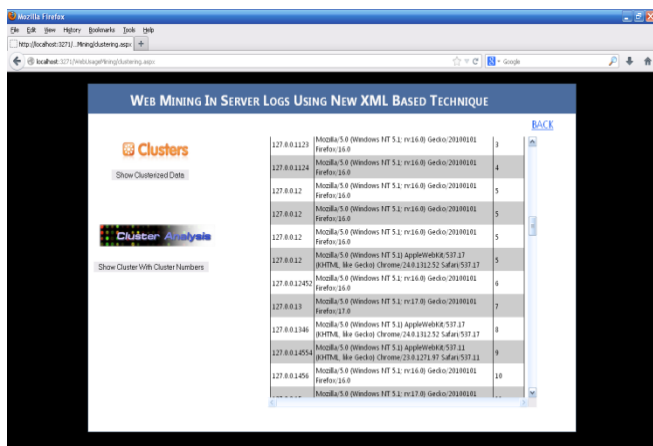 Mozilla Firefox
File Edit View History Bookmarks Tools Help
http://localhost:3271/...Mining/clustering.aspx +
localhost:3271/WebUsageMining/clustering.aspx
Google
WEB MINING IN SERVER LOGS USING NEW XML BASED TECHNIQUE
BACK
Clusters
Show Clusterized Data
Cluster Analysis
Show Cluster With Cluster Numbers
127.0.0.1123 Mozilla/5.0 (Windows NT 5.1; rv:16.0) Gecko/20100101 Firefox/16.0 3
127.0.0.1124 Mozilla/5.0 (Windows NT 5.1; rv:16.0) Gecko/20100101 Firefox/16.0 4
127.0.0.12 Mozilla/5.0 (Windows NT 5.1; rv:16.0) Gecko/20100101 Firefox/16.0 5
127.0.0.12 Mozilla/5.0 (Windows NT 5.1; rv:16.0) Gecko/20100101 Firefox/16.0 5
127.0.0.12 Mozilla/5.0 (Windows NT 5.1; rv:16.0) Gecko/20100101 Firefox/16.0 5
127.0.0.12 Mozilla/5.0 (Windows NT 5.1) AppleWebKit/537.17 (KHTML, like Gecko) Chrome/24.0.1312.52 Safari/537.17 5
127.0.0.12452 Mozilla/5.0 (Windows NT 5.1; rv:16.0) Gecko/20100101 Firefox/16.0 6
127.0.0.13 Mozilla/5.0 (Windows NT 5.1; rv:17.0) Gecko/20100101 Firefox/17.0 7
127.0.0.1346 Mozilla/5.0 (Windows NT 5.1) AppleWebKit/537.17 (KHTML, like Gecko) Chrome/24.0.1312.52 Safari/537.17 8
127.0.0.14554 Mozilla/5.0 (Windows NT 5.1) AppleWebKit/537.11 (KHTML, like Gecko) Chrome/23.0.1271.97 Safari/537.11 9
127.0.0.1456 Mozilla/5.0 (Windows NT 5.1; rv:16.0) Gecko/20100101 Firefox/16.0 10
Mozilla/5.0 (Windows NT 5.1; rv:17.0) Gecko/20100101